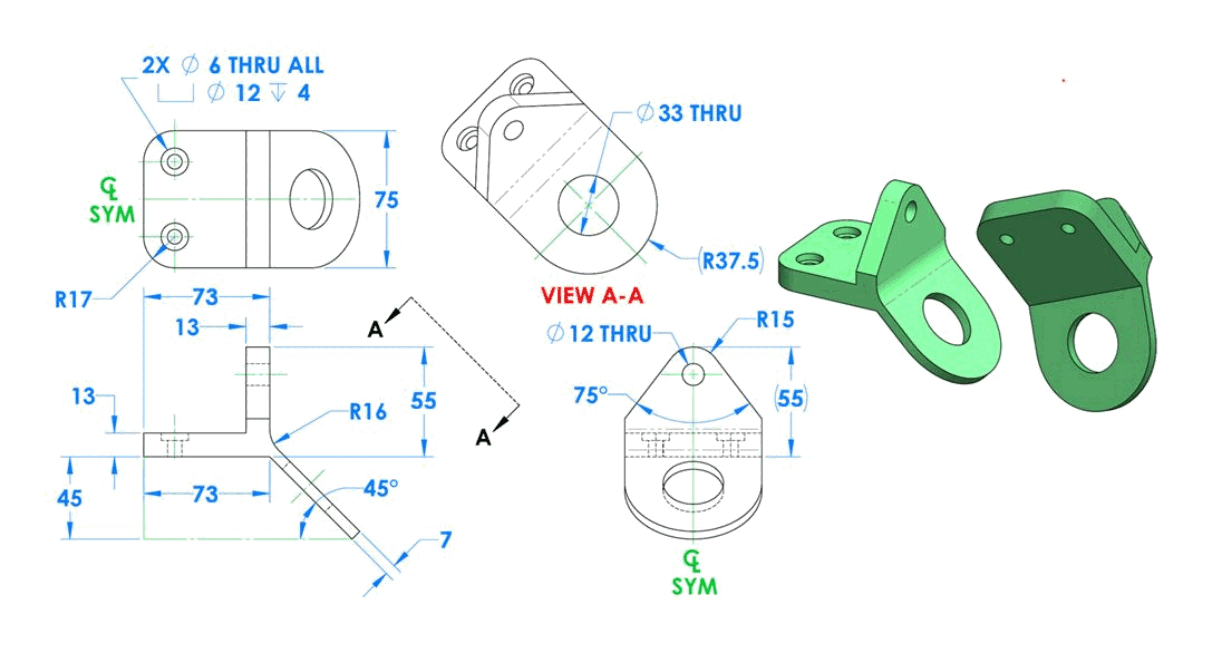 2X ∅ 6 THRU ALL
⌴ ∅ 12 ↧ 4
℄
SYM
75
R17
73
13
∅ 33 THRU
(R37.5)
VIEW A-A
A
A
13
55
R16
45
73
45°
7
∅ 12 THRU
R15
75°
(55)
℄
SYM